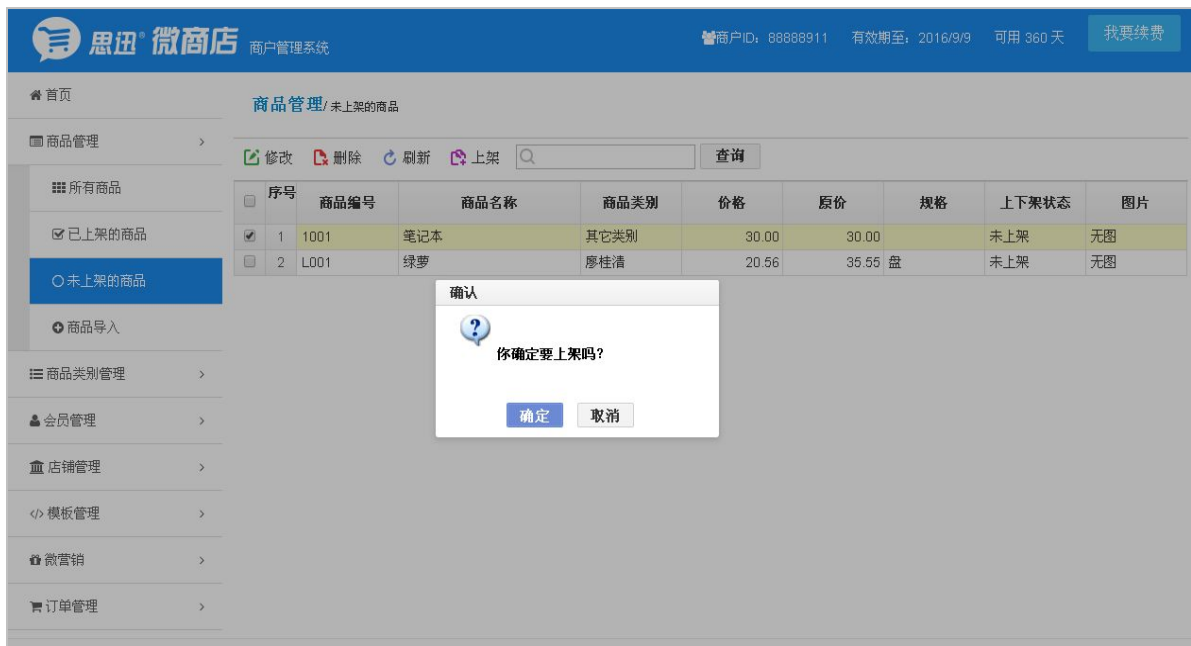 思迅® 微商店 商户管理系统 商户ID: 88888911 有效期至: 2016/9/9 可用 360 天 我要续费
首页
商品管理/未上架的商品
商品管理
修改 删除 刷新 上架 查询
所有商品
序号 商品编号 商品名称 商品类别 价格 原价 规格 上下架状态 图片
已上架的商品
1 1001 笔记本 其它类别 30.00 30.00 未上架 无图
2 L001 绿萝 廖桂清 20.56 35.55 盘 未上架 无图
未上架的商品
确认
商品导入
你确定要上架吗?
商品类别管理
会员管理
确定 取消
店铺管理
</> 模板管理
微营销
订单管理